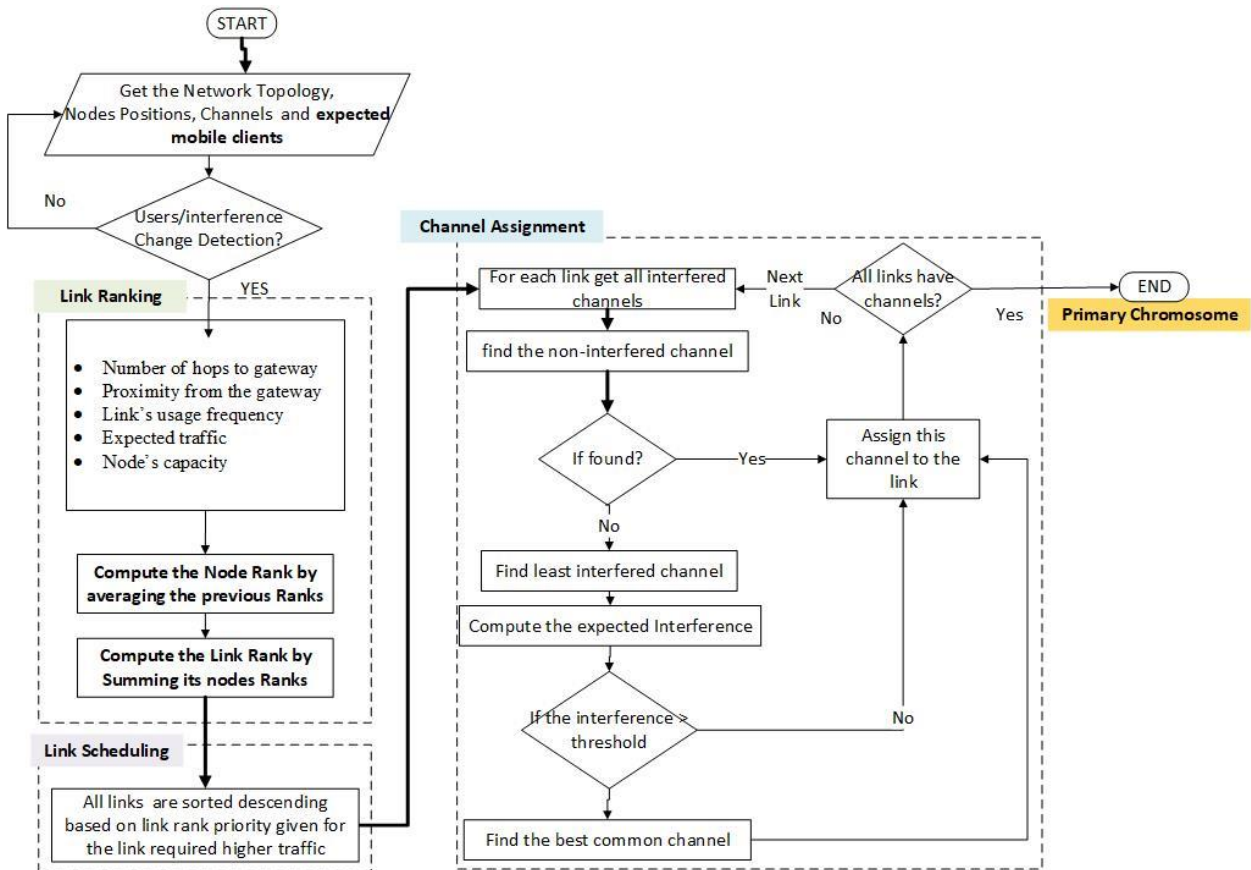 START
Get the Network Topology,
Nodes Positions, Channels and expected
mobile clients
No
Users/interference
Change Detection?
YES
Link Ranking
• Number of hops to gateway
• Proximity from the gateway
• Link's usage frequency
• Expected traffic
• Node's capacity
Compute the Node Rank by
averaging the previous Ranks
Compute the Link Rank by
Summing its nodes Ranks
Link Scheduling
All links are sorted descending
based on link rank priority given for
the link required higher traffic
Channel Assignment
For each link get all interfered
channels
find the non-interfered channel
If found?
Yes
No
Find least interfered channel
Compute the expected Interference
If the interference >
threshold
No
Find the best common channel
Assign this
channel to the
link
All links have
channels?
Next
Link
No
Yes
END
Primary Chromosome